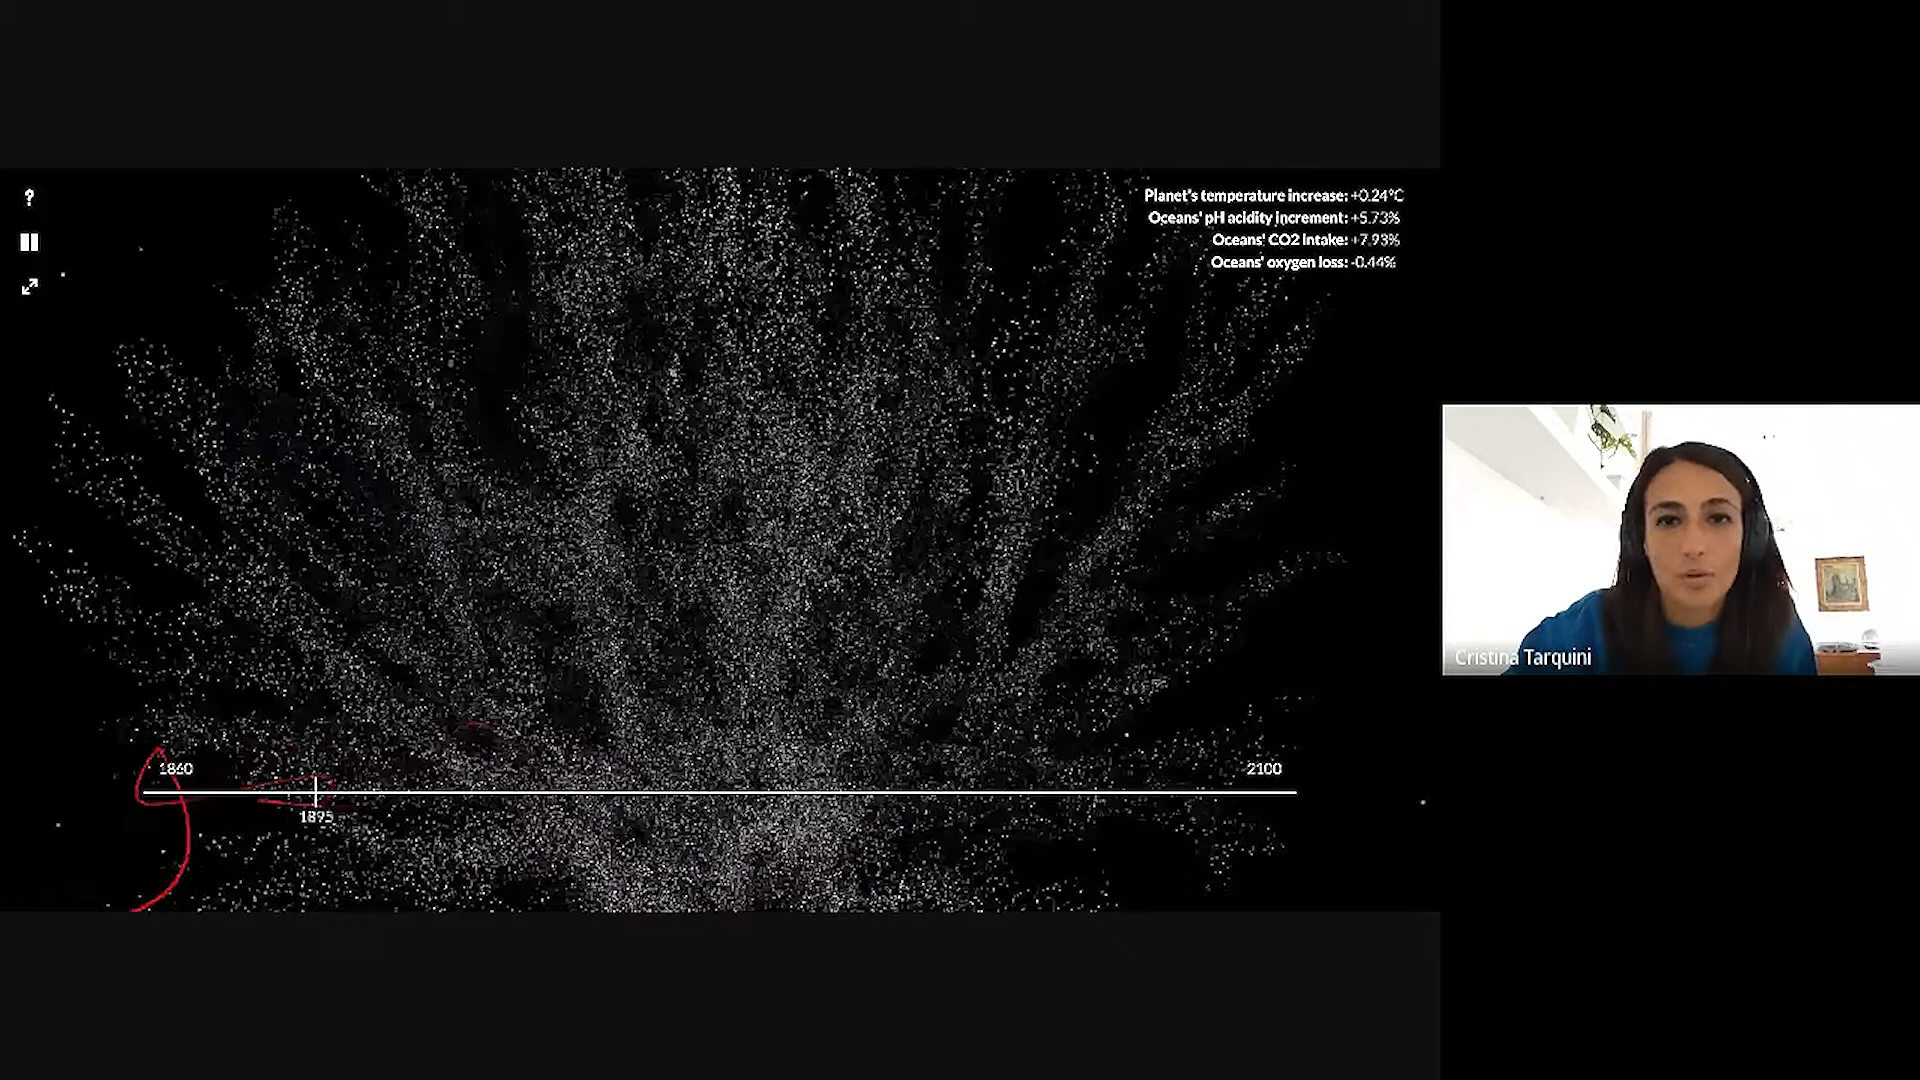 ?
Planet's temperature increase: +0.24°C
Oceans' pH acidity increment: +5.73%
Oceans' CO2 intake: +7.93%
Oceans' oxygen loss: -0.44%
1860
2100
1895
Cristina Tarquini